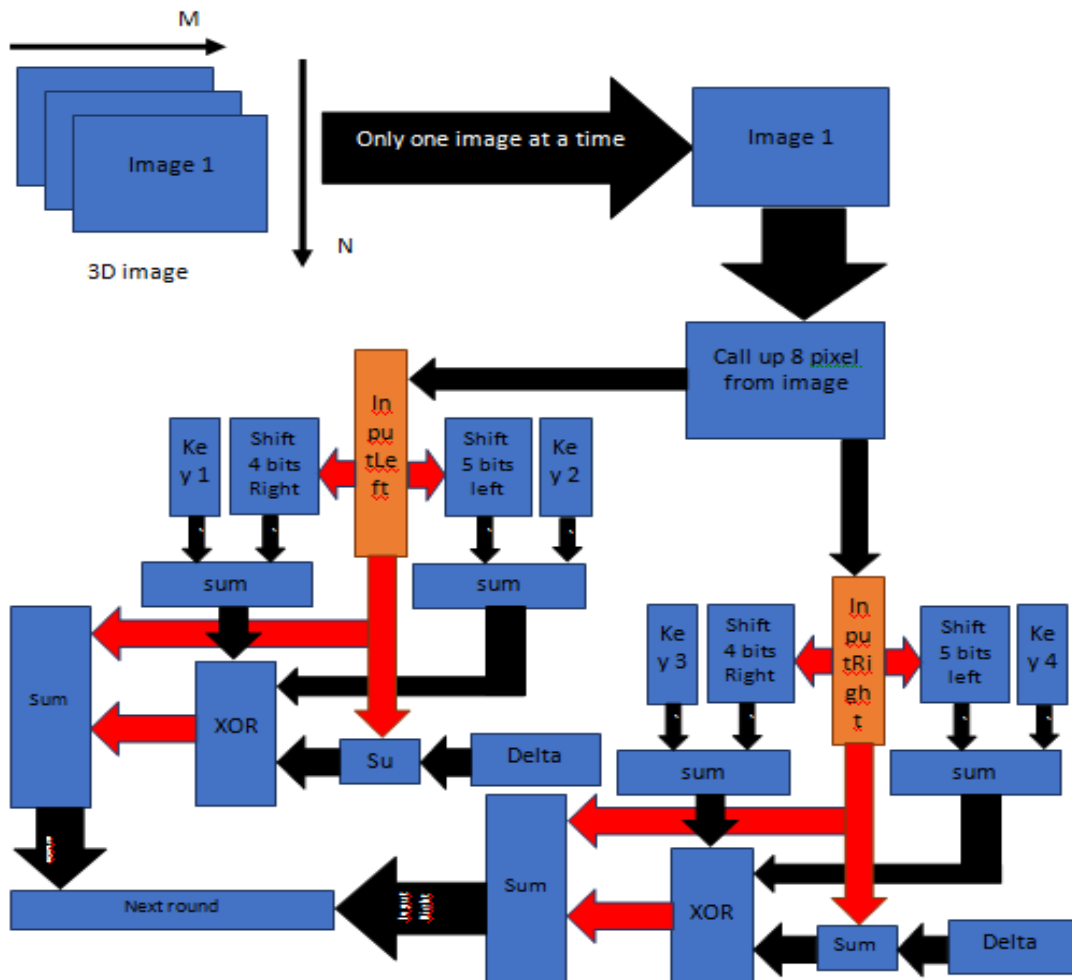 M
Image 1
N
3D image
Only one image at a time
Image 1
Call up 8 pixel
from image
In
pu
tLe
ft
Ke
y 1
Shift
4 bits
Right
Shift
5 bits
left
Ke
y 2
sum
sum
Sum
XOR
Su
Delta
In
pu
tRi
gh
t
Ke
y 3
Shift
4 bits
Right
Shift
5 bits
left
Ke
y 4
sum
sum
Sum
XOR
Sum
Delta
Next round
Input